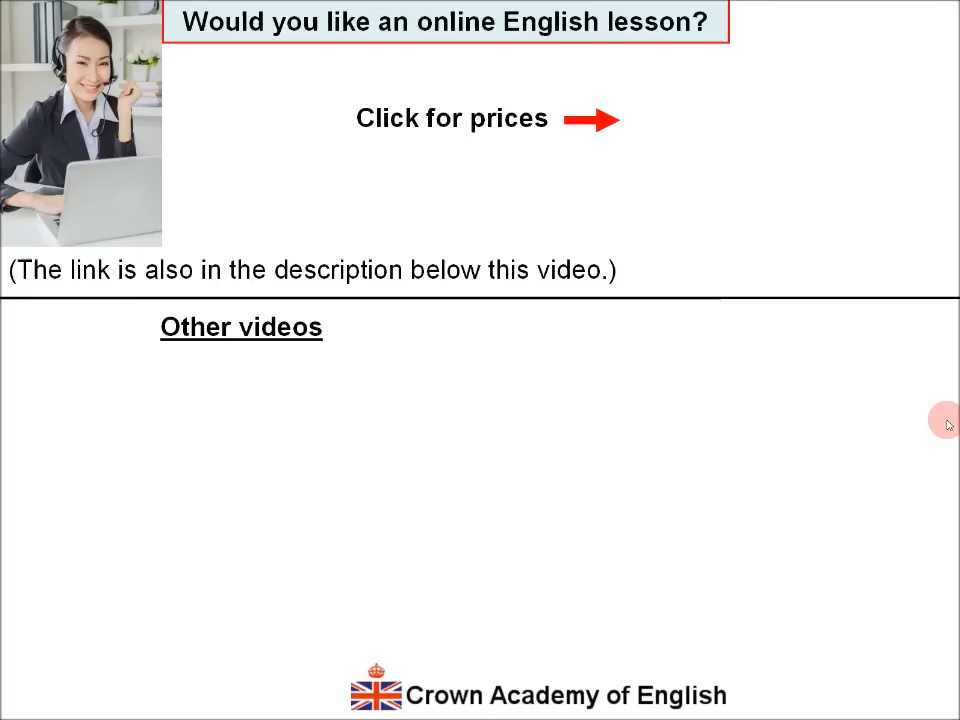 Would you like an online English lesson?
Click for prices
(The link is also in the description below this video.)
Other videos
Crown Academy of English